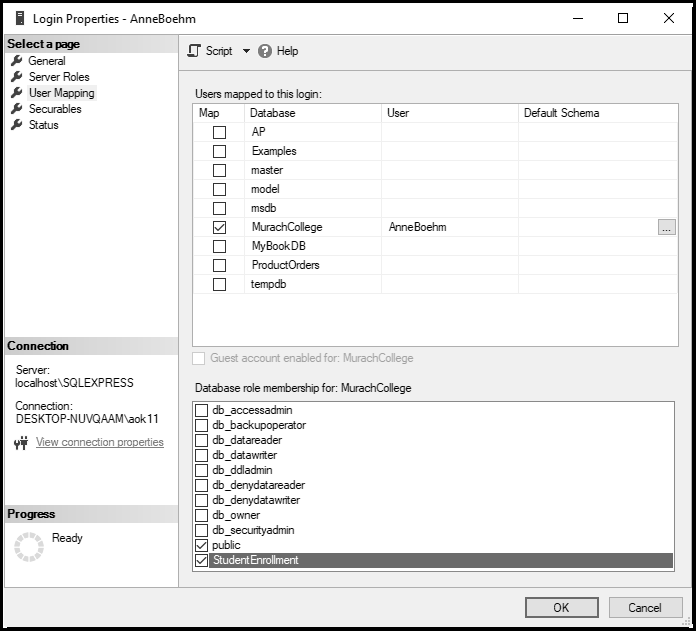 Login Properties - AnneBoehm
Select a page
General
Server Roles
User Mapping
Securables
Status
Script Help
Users mapped to this login:
Map Database User Default Schema
AP
Examples
master
model
msdb
MurachCollege AnneBoehm ...
MyBookDB
ProductOrders
tempdb
Guest account enabled for: MurachCollege
Database role membership for: MurachCollege
db_accessadmin
db_backupoperator
db_datareader
db_datawriter
db_ddladmin
db_denydatareader
db_denydatawriter
db_owner
db_securityadmin
public
StudentEnrollment
Connection
Server:
localhost\SQLEXPRESS
Connection:
DESKTOP-NUVQAAM\aok11
View connection properties
Progress
Ready
OK Cancel